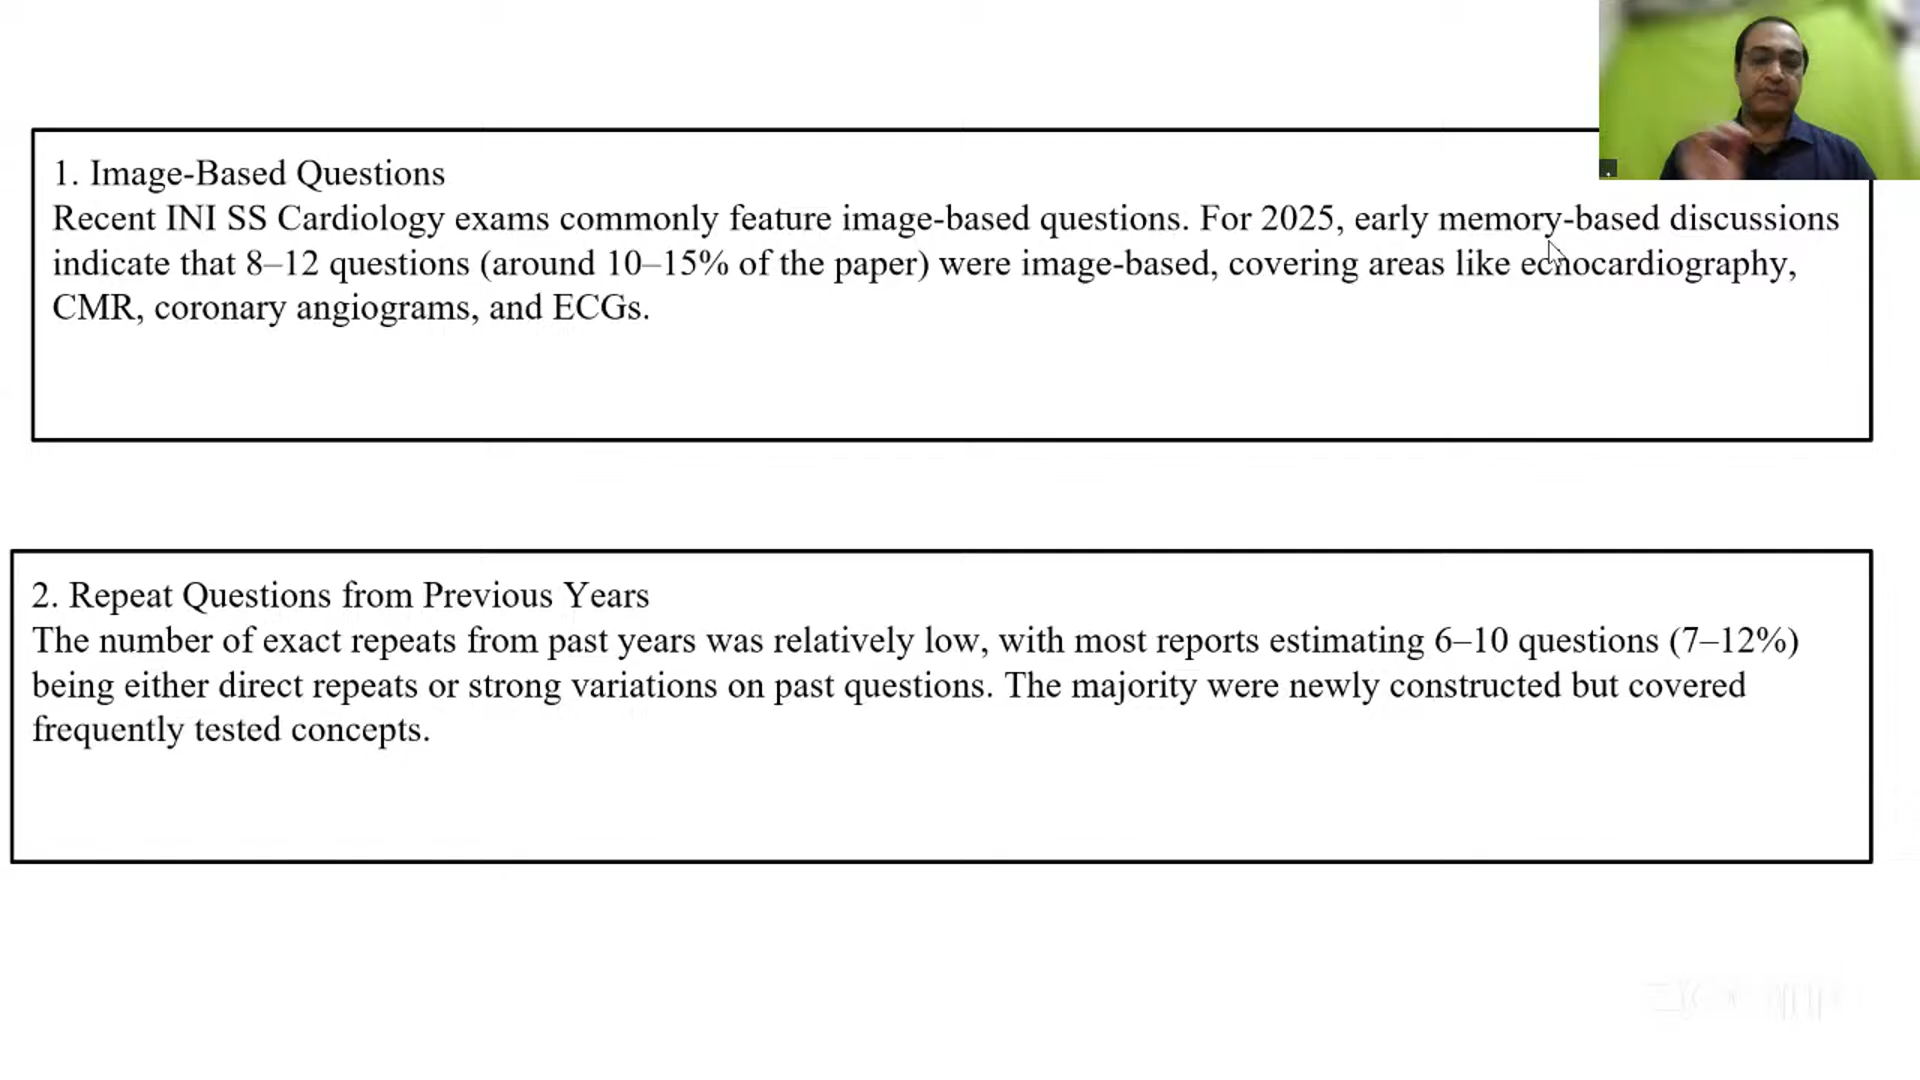 1. Image-Based Questions
Recent INI SS Cardiology exams commonly feature image-based questions. For 2025, early memory-based discussions
indicate that 8–12 questions (around 10–15% of the paper) were image-based, covering areas like echocardiography,
CMR, coronary angiograms, and ECGs.
2. Repeat Questions from Previous Years
The number of exact repeats from past years was relatively low, with most reports estimating 6–10 questions (7–12%)
being either direct repeats or strong variations on past questions. The majority were newly constructed but covered
frequently tested concepts.